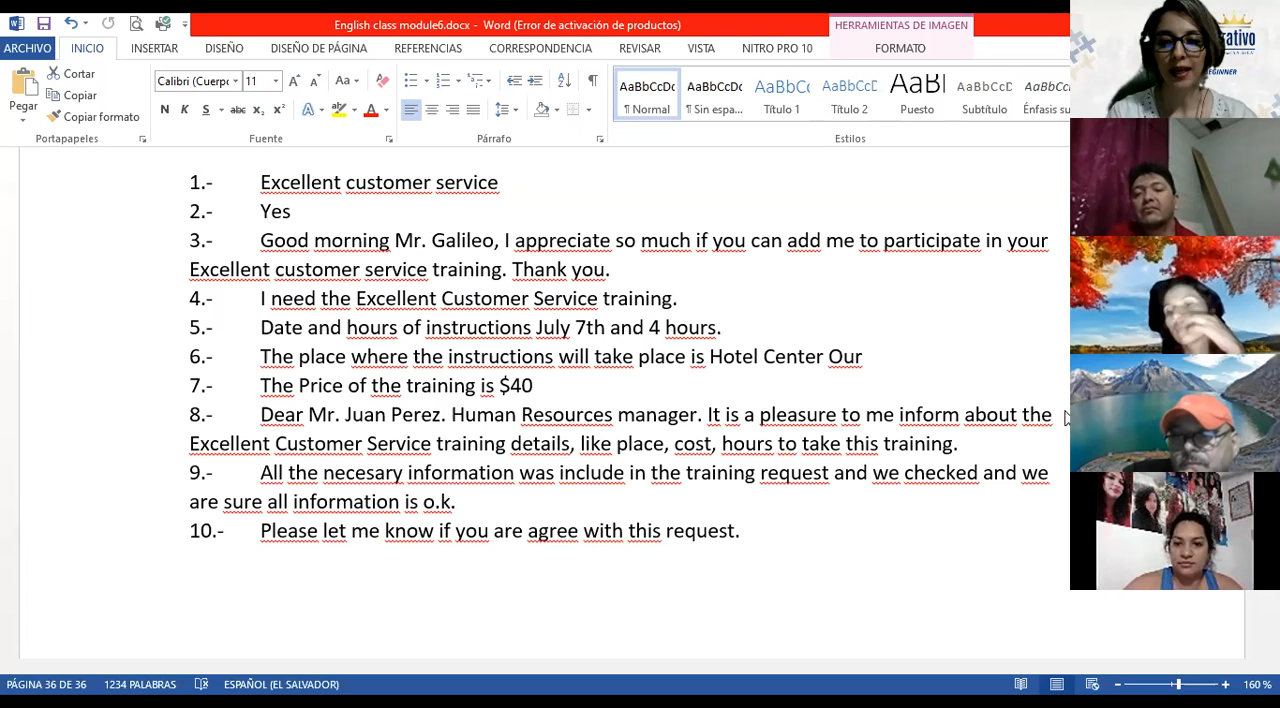 English class module6.docx - Word (Error de activación de productos)
HERRAMIENTAS DE IMAGEN
ARCHIVO INICIO INSERTAR DISEÑO DISEÑO DE PÁGINA REFERENCIAS CORRESPONDENCIA REVISAR VISTA NITRO PRO 10 FORMATO
Pegar
Cortar
Copiar
Copiar formato
Portapapeles
Calibri (Cuerpo 11
N K S abc x₂ x²
Fuente
Párrafo
AaBbCcDc AaBbCcDc AaBbCc AaBbCcD AaBl AaBbCcD AaBbCcDc
¶ Normal ¶ Sin espa... Título 1 Título 2 Puesto Subtítulo Énfasis su
Estilos
BEGINNER
1.- Excellent customer service
2.- Yes
3.- Good morning Mr. Galileo, I appreciate so much if you can add me to participate in your
Excellent customer service training. Thank you.
4.- I need the Excellent Customer Service training.
5.- Date and hours of instructions July 7th and 4 hours.
6.- The place where the instructions will take place is Hotel Center Our
7.- The Price of the training is $40
8.- Dear Mr. Juan Perez. Human Resources manager. It is a pleasure to me inform about the
Excellent Customer Service training details, like place, cost, hours to take this training.
9.- All the necesary information was include in the training request and we checked and we
are sure all information is o.k.
10.- Please let me know if you are agree with this request.
PÁGINA 36 DE 36 1234 PALABRAS ESPAÑOL (EL SALVADOR) 160 %